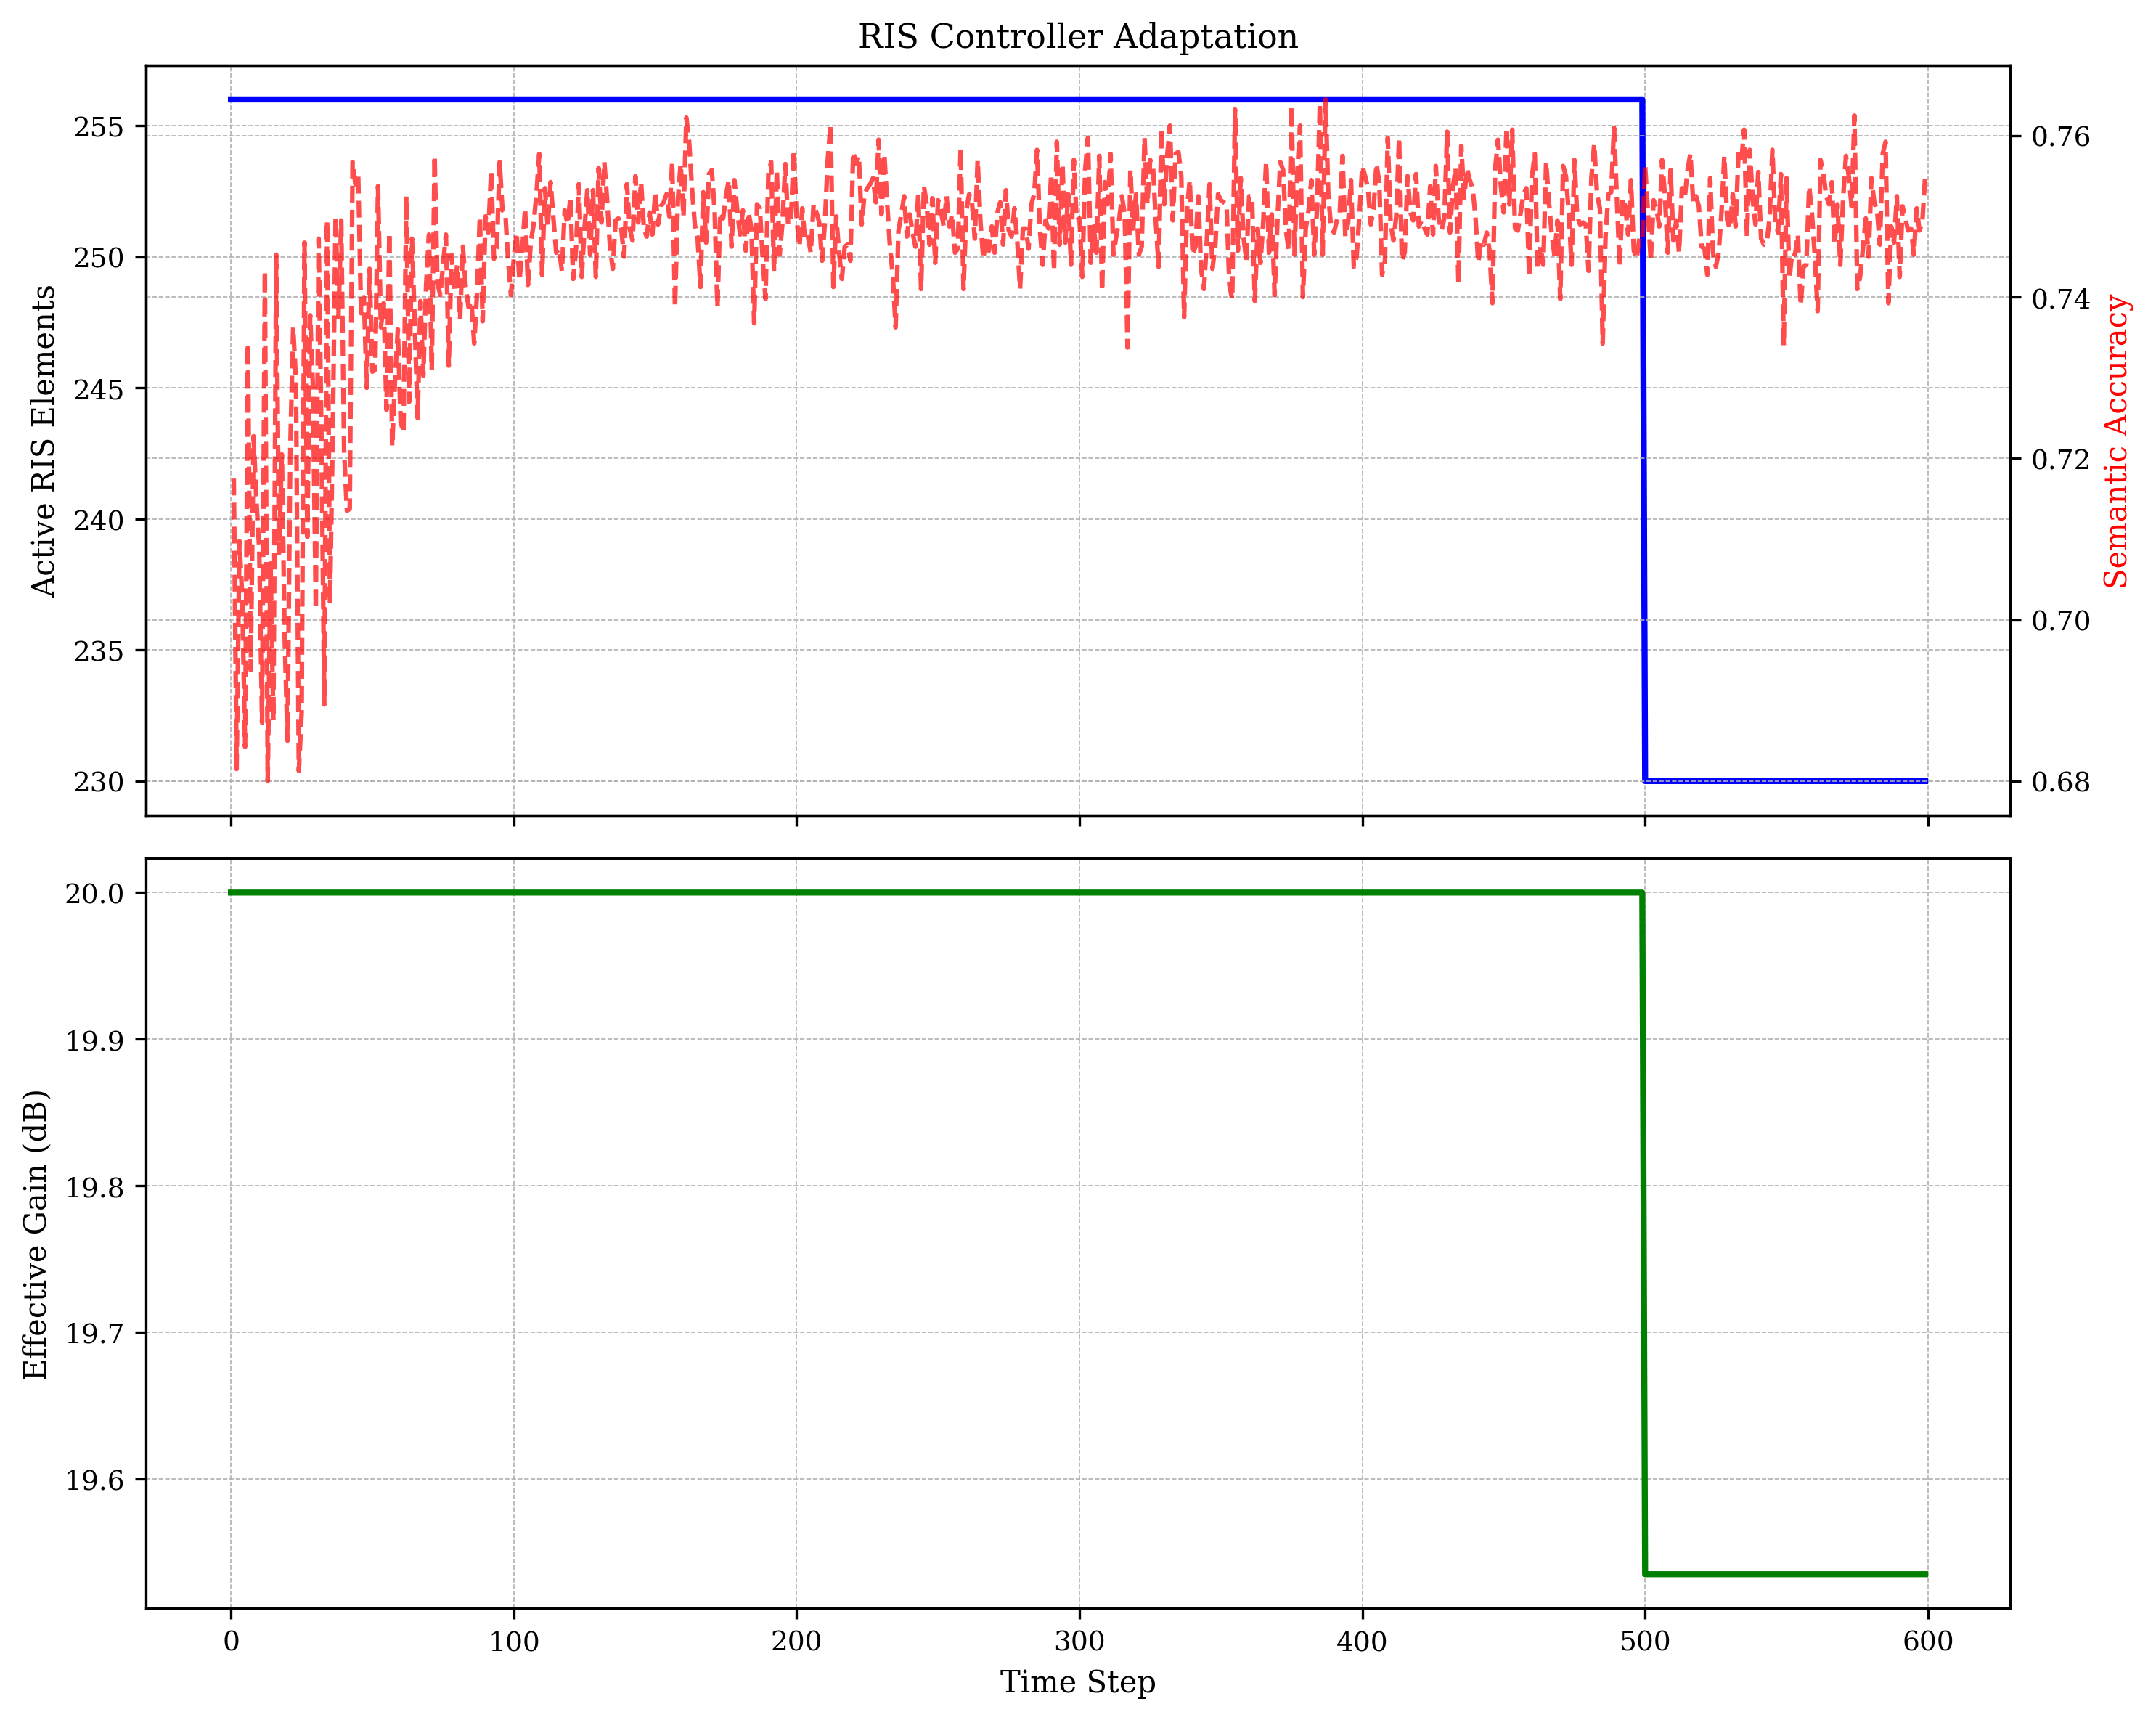 RIS Controller Adaptation
Active RIS Elements
255
250
245
240
235
230
0.76
0.74
0.72
0.70
0.68
Semantic Accuracy
Effective Gain (dB)
20.0
19.9
19.8
19.7
19.6
0 100 200 300 400 500 600
Time Step